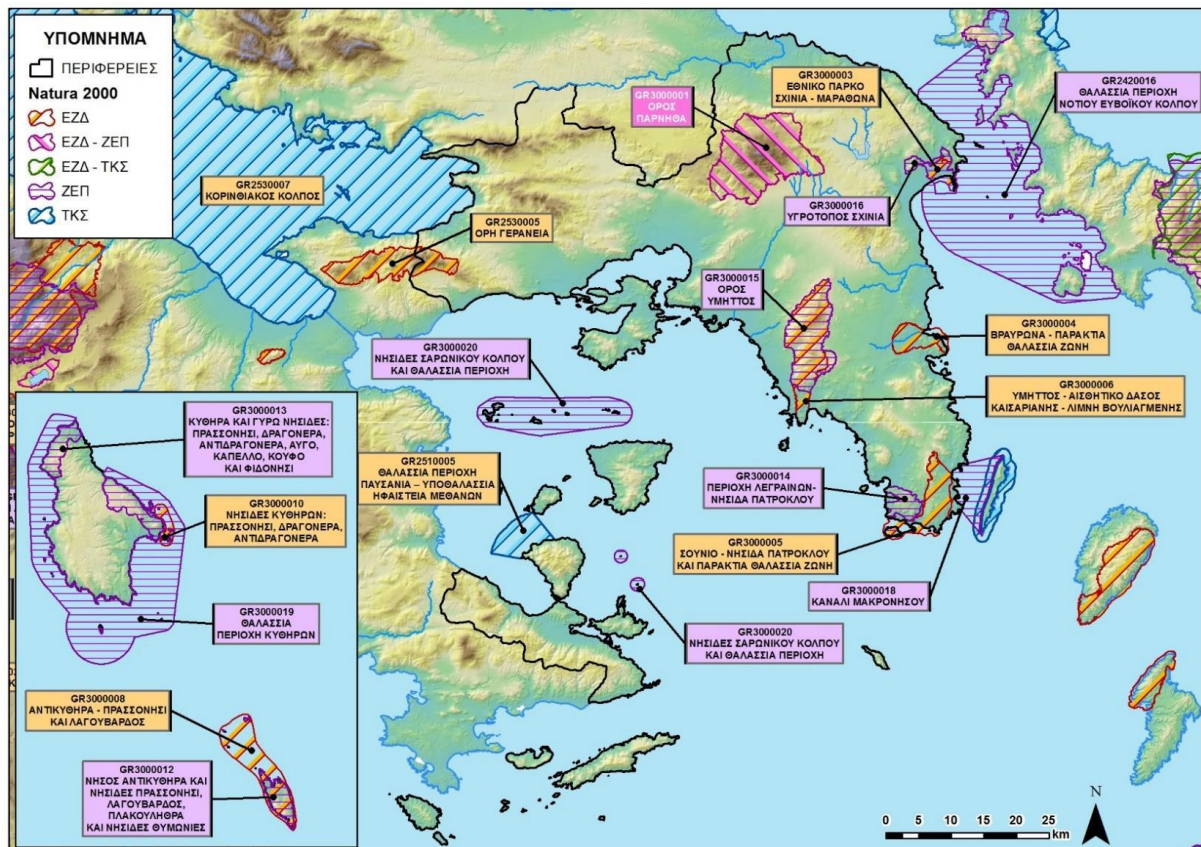 ΥΠΟΜΝΗΜΑ
ΠΕΡΙΦΕΡΕΙΕΣ
Natura 2000
ΕΖΔ
ΕΖΔ - ΖΕΠ
ΕΖΔ - ΤΚΣ
ΖΕΠ
ΤΚΣ
GR3000001
ΟΡΟΣ
ΠΑΡΝΗΘΑ
GR3000003
ΕΘΝΙΚΟ ΠΑΡΚΟ
ΣΧΙΝΙΑ - ΜΑΡΑΘΩΝΑ
GR2420016
ΘΑΛΑΣΣΙΑ ΠΕΡΙΟΧΗ
ΝΟΤΙΟΥ ΕΥΒΟΪΚΟΥ ΚΟΛΠΟΥ
GR2530007
ΚΟΡΙΝΘΙΑΚΟΣ ΚΟΛΠΟΣ
GR2530005
ΟΡΗ ΓΕΡΑΝΕΙΑ
GR3000016
ΥΓΡΟΤΟΠΟΣ ΣΧΙΝΙΑ
GR3000015
ΟΡΟΣ
ΥΜΗΤΤΟΣ
GR3000004
ΒΡΑΥΡΩΝΑ - ΠΑΡΑΚΤΙΑ
ΘΑΛΑΣΣΙΑ ΖΩΝΗ
GR3000020
ΝΗΣΙΔΕΣ ΣΑΡΩΝΙΚΟΥ ΚΟΛΠΟΥ
ΚΑΙ ΘΑΛΑΣΣΙΑ ΠΕΡΙΟΧΗ
GR3000006
ΥΜΗΤΤΟΣ - ΑΙΣΘΗΤΙΚΟ ΔΑΣΟΣ
ΚΑΙΣΑΡΙΑΝΗΣ - ΛΙΜΝΗ ΒΟΥΛΙΑΓΜΕΝΗΣ
GR3000013
ΚΥΘΗΡΑ ΚΑΙ ΓΥΡΩ ΝΗΣΙΔΕΣ:
ΠΡΑΣΣΟΝΗΣΙ, ΔΡΑΓΟΝΕΡΑ,
ΑΝΤΙΔΡΑΓΟΝΕΡΑ, ΑΥΓΟ,
ΚΑΠΕΛΛΟ, ΚΟΥΦΟ
ΚΑΙ ΦΙΔΟΝΗΣΙ
GR2510005
ΘΑΛΑΣΣΙΑ ΠΕΡΙΟΧΗ
ΠΑΥΣΑΝΙΑ – ΥΠΟΘΑΛΑΣΣΙΑ
ΗΦΑΙΣΤΕΙΑ ΜΕΘΑΝΩΝ
GR3000014
ΠΕΡΙΟΧΗ ΛΕΓΡΑΙΝΩΝ-
ΝΗΣΙΔΑ ΠΑΤΡΟΚΛΟΥ
GR3000010
ΝΗΣΙΔΕΣ ΚΥΘΗΡΩΝ:
ΠΡΑΣΣΟΝΗΣΙ, ΔΡΑΓΟΝΕΡΑ,
ΑΝΤΙΔΡΑΓΟΝΕΡΑ
GR3000005
ΣΟΥΝΙΟ - ΝΗΣΙΔΑ ΠΑΤΡΟΚΛΟΥ
ΚΑΙ ΠΑΡΑΚΤΙΑ ΘΑΛΑΣΣΙΑ ΖΩΝΗ
GR3000018
ΚΑΝΑΛΙ ΜΑΚΡΟΝΗΣΟΥ
GR3000019
ΘΑΛΑΣΣΙΑ
ΠΕΡΙΟΧΗ ΚΥΘΗΡΩΝ
GR3000020
ΝΗΣΙΔΕΣ ΣΑΡΩΝΙΚΟΥ ΚΟΛΠΟΥ
ΚΑΙ ΘΑΛΑΣΣΙΑ ΠΕΡΙΟΧΗ
GR3000008
ΑΝΤΙΚΥΘΗΡΑ - ΠΡΑΣΣΟΝΗΣΙ
ΚΑΙ ΛΑΓΟΥΒΑΡΔΟΣ
GR3000012
ΝΗΣΟΣ ΑΝΤΙΚΥΘΗΡΑ ΚΑΙ
ΝΗΣΙΔΕΣ ΠΡΑΣΣΟΝΗΣΙ,
ΛΑΓΟΥΒΑΡΔΟΣ,
ΠΛΑΚΟΥΛΗΘΡΑ
ΚΑΙ ΝΗΣΙΔΕΣ ΘΥΜΩΝΙΕΣ
N
0 5 10 15 20 25
km